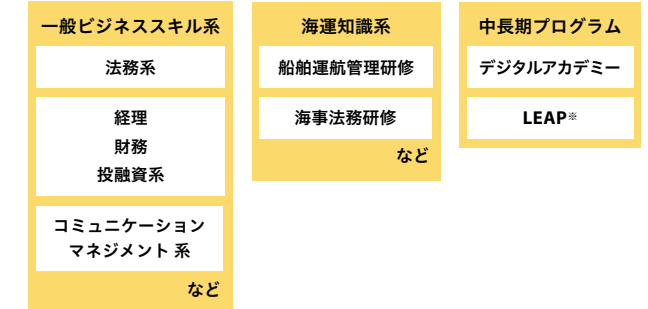 一般ビジネススキル系
法務系
経理
財務
投融資系
コミュニケーション
マネジメント 系
など
海運知識系
船舶運航管理研修
海事法務研修
など
中長期プログラム
デジタルアカデミー
LEAP※